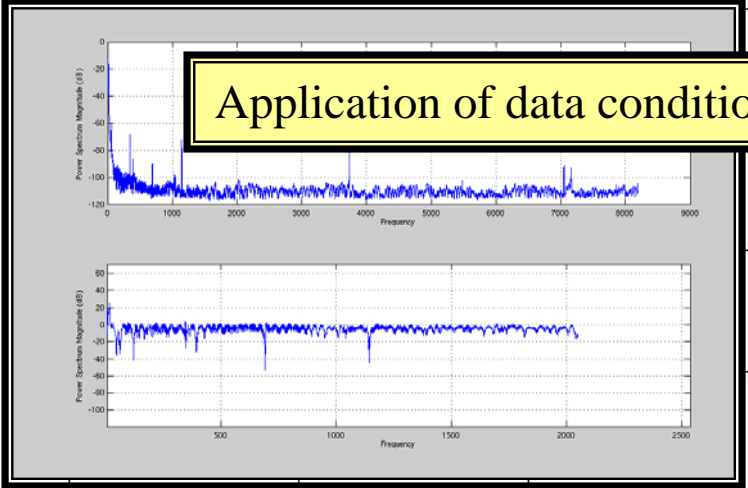 Application of data conditio
0
-20
-40
-80
-100
-120
Power Spectrum Magnitude (dB)
0 1000 2000 3000 4000 5000 6000 7000 8000 9000
Frequency
60
40
20
0
-20
-40
-60
-80
-100
Power Spectrum Magnitude (dB)
500 1000 1500 2000 2500
Frequency